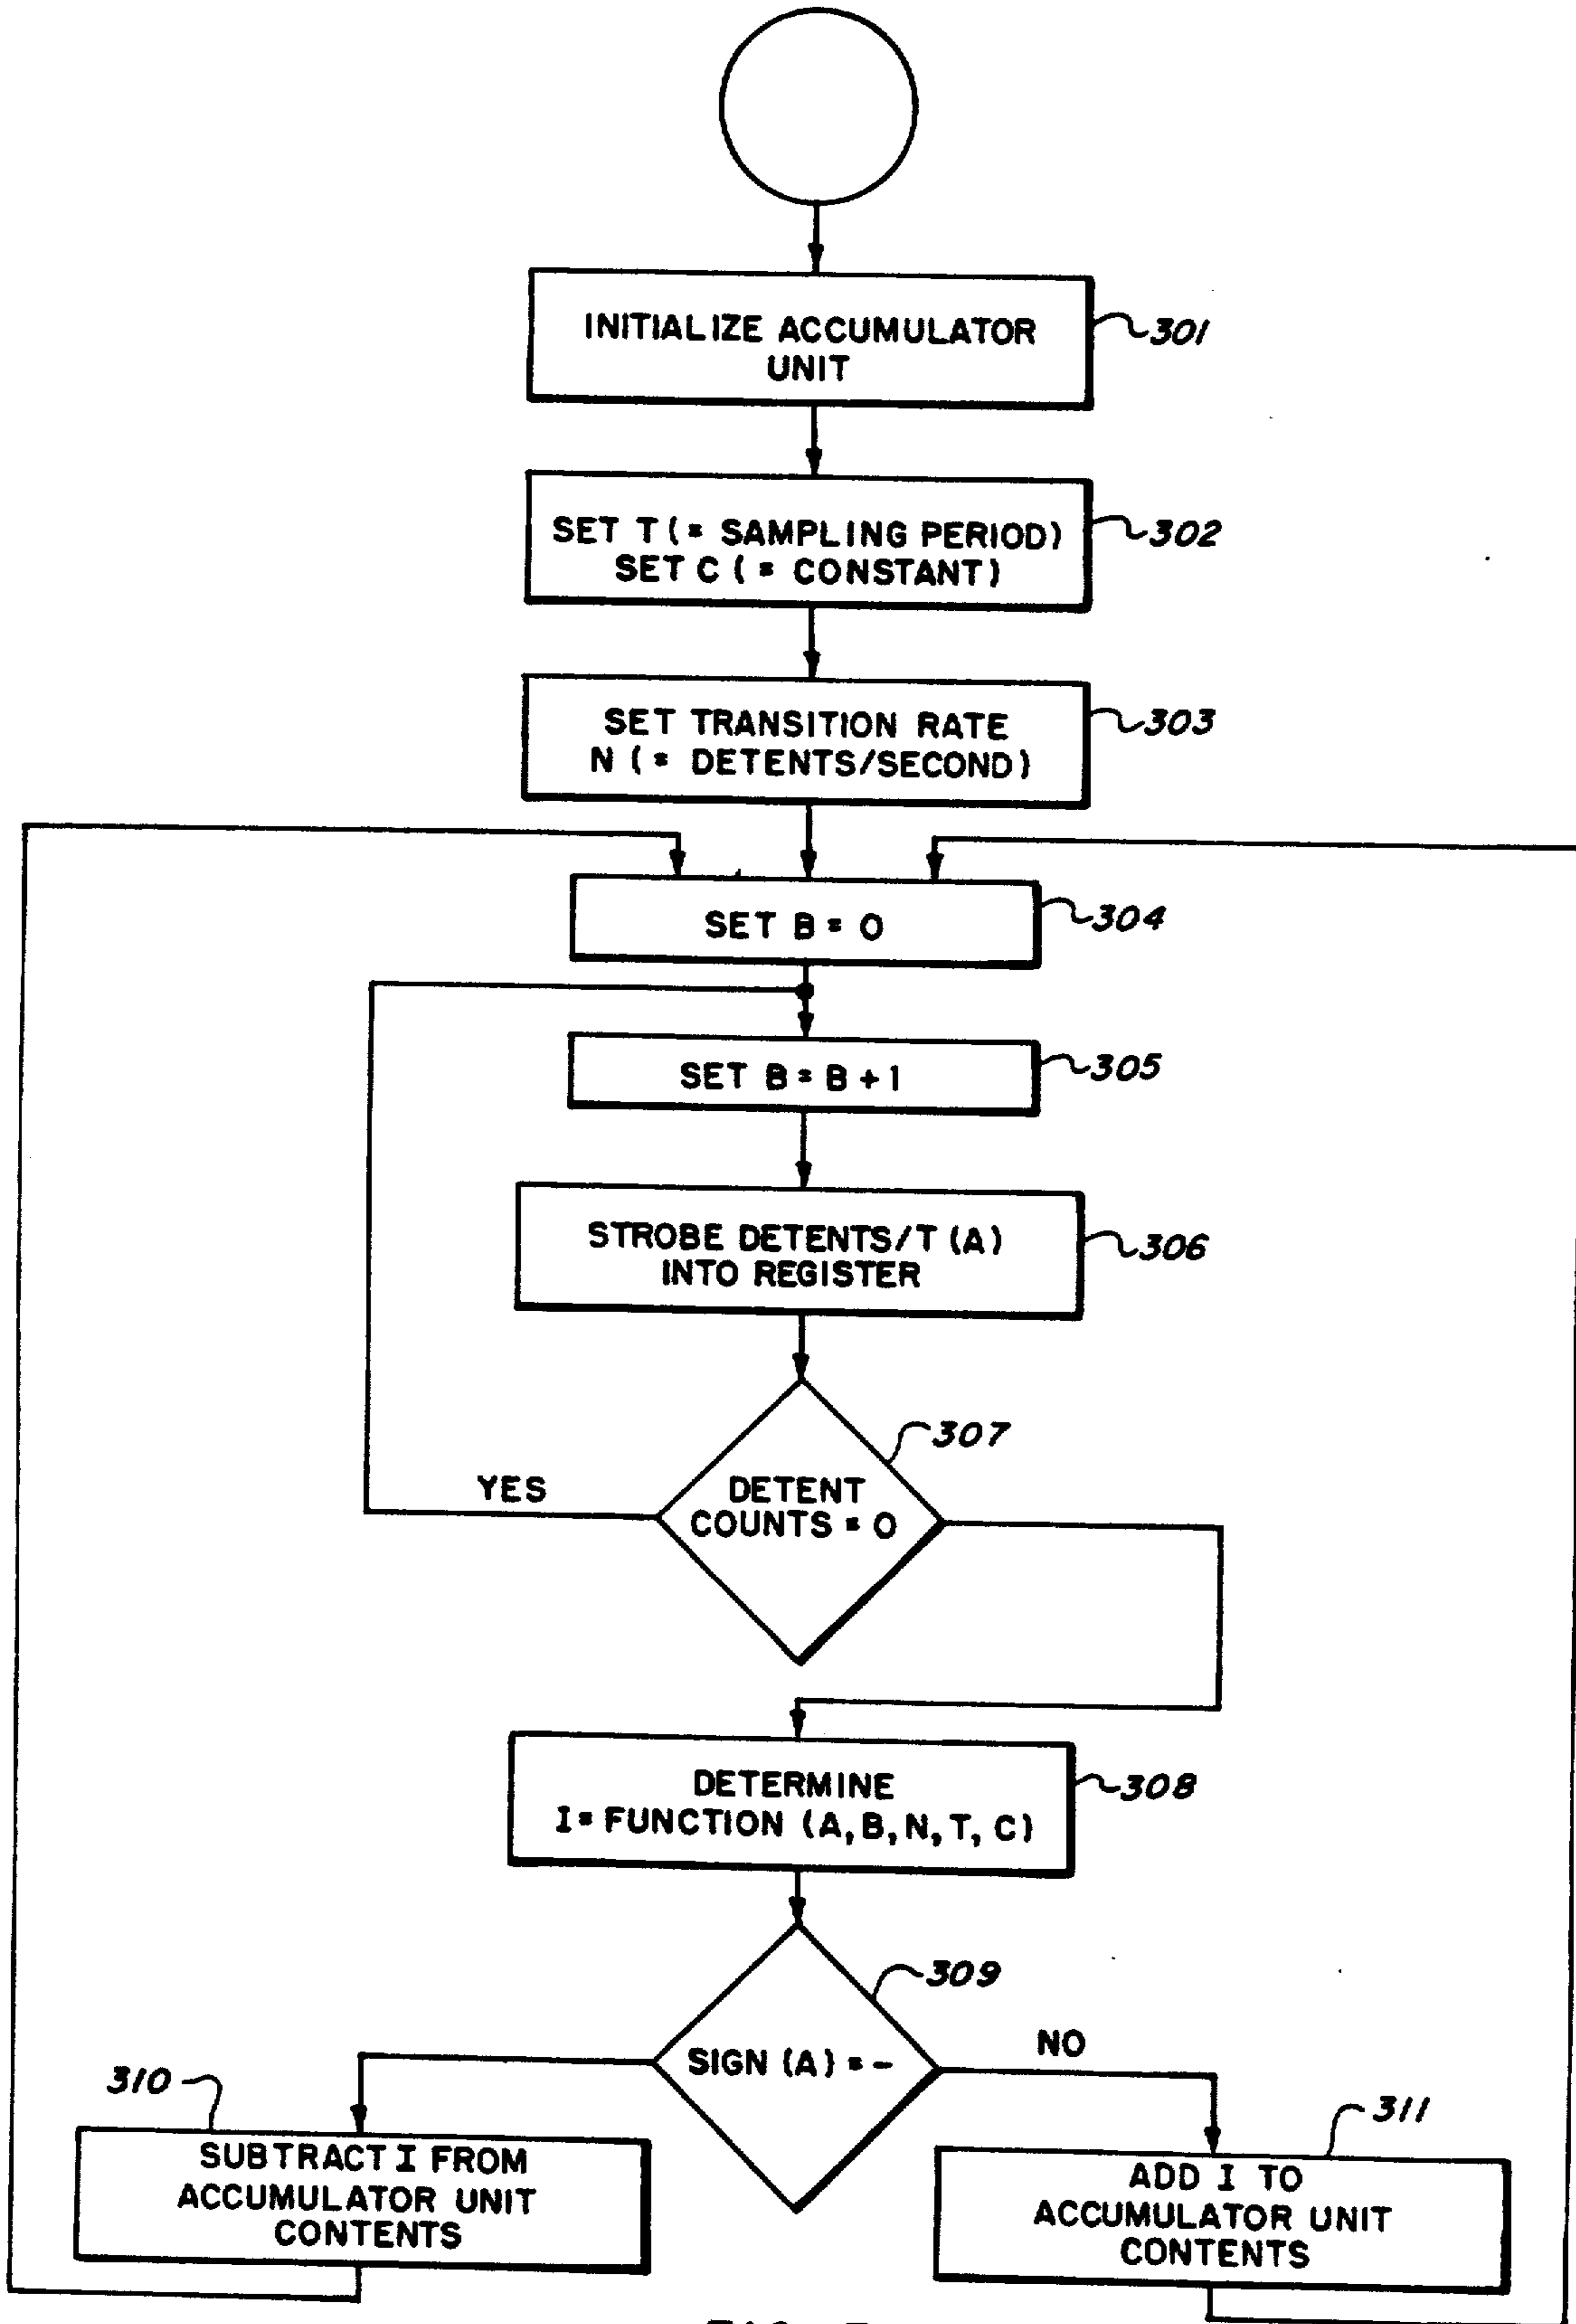 INITIALIZE ACCUMULATOR
UNIT
301
SET T (= SAMPLING PERIOD)
SET C (= CONSTANT)
302
SET TRANSITION RATE
N (= DETENTS/SECOND)
303
SET B = 0
304
SET B = B + 1
305
STROBE DETENTS/T (A)
INTO REGISTER
306
307
YES
DETENT
COUNTS = 0
DETERMINE
I = FUNCTION (A, B, N, T, C)
308
309
SIGN (A) = -
NO
310
SUBTRACT I FROM
ACCUMULATOR UNIT
CONTENTS
311
ADD I TO
ACCUMULATOR UNIT
CONTENTS